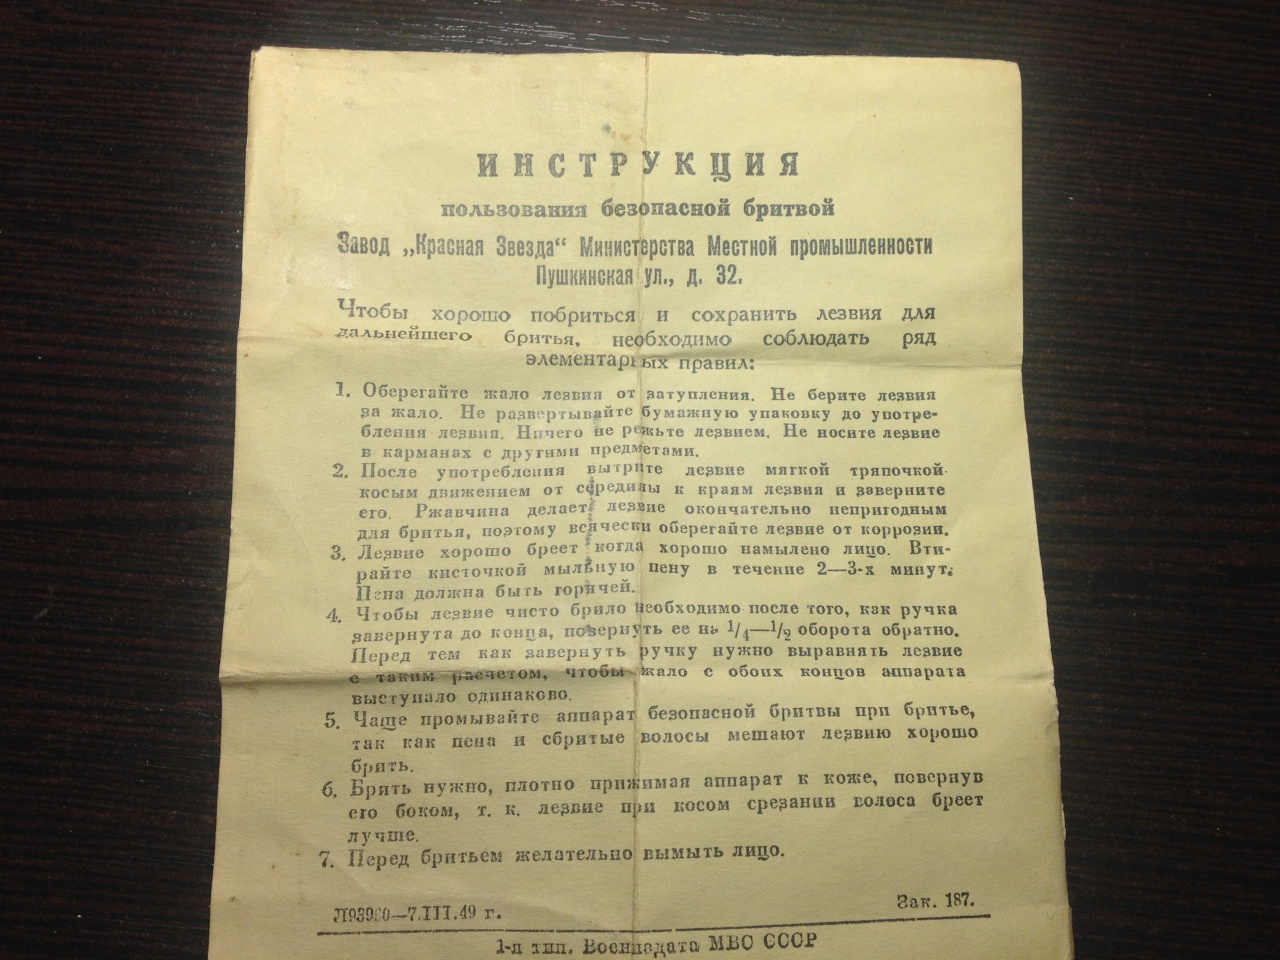 ИНСТРУКЦИЯ
пользования безопасной бритвой
Завод „Красная Звезда“ Министерства Местной промышленности
Пушкинская ул., д. 32.
Чтобы хорошо побриться и сохранить лезвия для
дальнейшего бритья, необходимо соблюдать ряд
элементарных правил:
1. Оберегайте жало лезвия от затупления. Не берите лезвия
за жало. Не развертывайте бумажную упаковку до употре-
бления лезвия. Ничего не режьте лезвием. Не носите лезвие
в карманах с другими предметами.
2. После употребления вытрите лезвие мягкой тряпочкой
косым движением от середины к краям лезвия и заверните
его. Ржавчина делает лезвие окончательно непригодным
для бритья, поэтому всячески оберегайте лезвие от коррозии.
3. Лезвие хорошо бреет когда хорошо намылено лицо. Вти-
райте кисточкой мыльную пену в течение 2—3-х минут.
Пена должна быть горячей.
4. Чтобы лезвие чисто брило необходимо после того, как ручка
завернута до конца, повернуть ее на 1/4—1/2 оборота обратно.
Перед тем как завернуть ручку нужно выравнять лезвие
с таким расчетом, чтобы жало с обоих концов аппарата
выступало одинаково.
5. Чаще промывайте аппарат безопасной бритвы при бритье,
так как пена и сбритые волосы мешают лезвию хорошо
брить.
6. Брить нужно, плотно прижимая аппарат к коже, повернув
его боком, т. к. лезвие при косом срезании волоса бреет
лучше.
7. Перед бритьем желательно вымыть лицо.
7.III.49 г. Зак. 187.
1-я тип. Воениздата МВС СССР